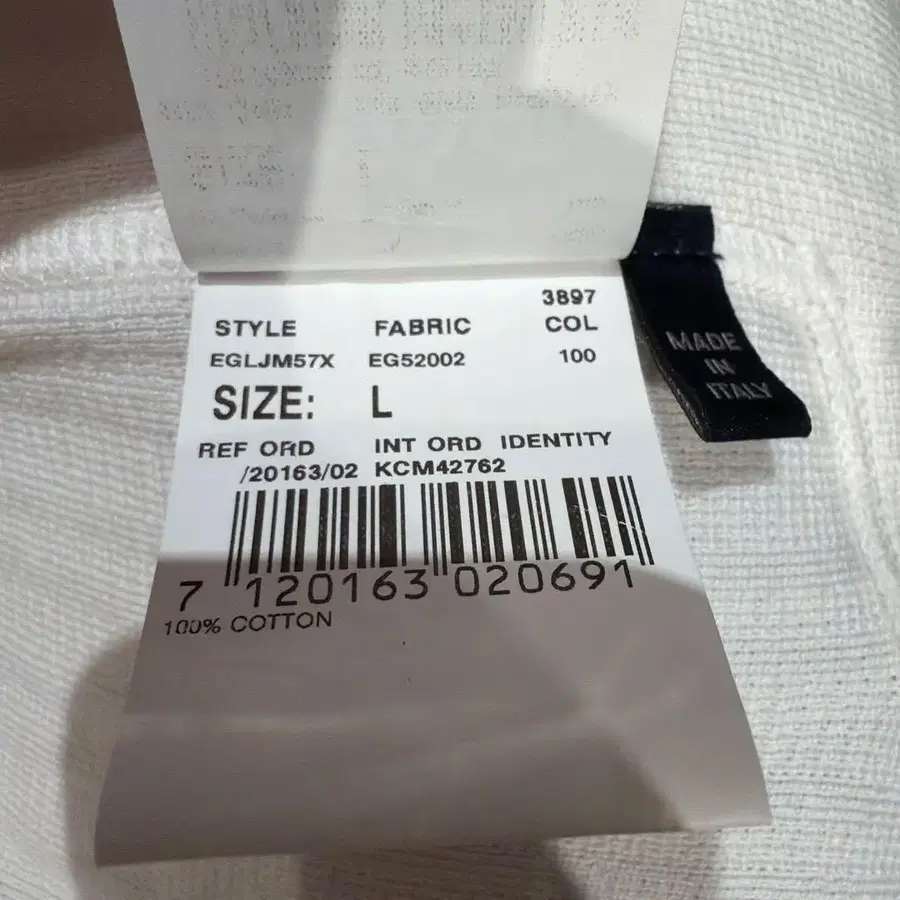 3897
STYLE FABRIC COL
EGLJM57X EG52002 100
SIZE: L
REF ORD INT ORD IDENTITY
/20163/02 KCM42762
7 120163 020691
100% COTTON
MADE
IN
ITALY